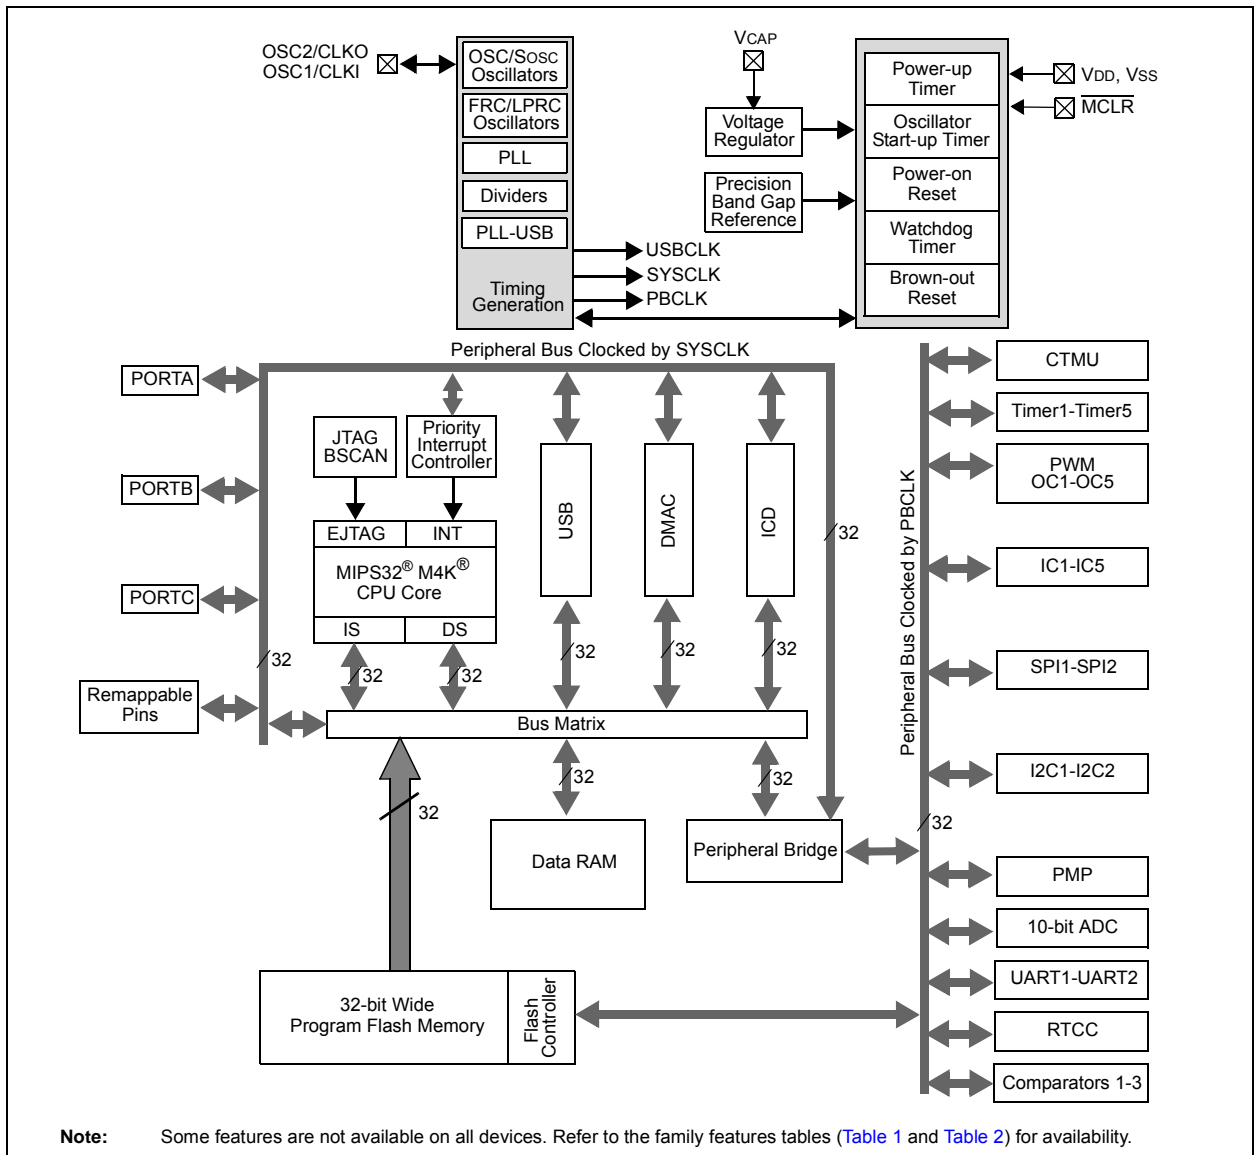 OSC2/CLKO
OSC1/CLKI
OSC/SOSC
Oscillators
FRC/LPRC
Oscillators
PLL
Dividers
PLL-USB
Timing
Generation
USBCLK
SYSCLK
PBCLK
VCAP
Voltage
Regulator
Precision
Band Gap
Reference
Power-up
Timer
Oscillator
Start-up Timer
Power-on
Reset
Watchdog
Timer
Brown-out
Reset
VDD, VSS
MCLR
Peripheral Bus Clocked by SYSCLK
PORTA
PORTB
PORTC
Remappable
Pins
32
JTAG
BSCAN
Priority
Interrupt
Controller
EJTAG
INT
MIPS32® M4K®
CPU Core
IS
DS
32
32
USB
32
DMAC
32
ICD
32
32
Bus Matrix
32
32
32
Data RAM
Peripheral Bridge
32-bit Wide
Program Flash Memory
Flash
Controller
Peripheral Bus Clocked by PBCLK
32
CTMU
Timer1-Timer5
PWM
OC1-OC5
IC1-IC5
SPI1-SPI2
I2C1-I2C2
PMP
10-bit ADC
UART1-UART2
RTCC
Comparators 1-3
Note: Some features are not available on all devices. Refer to the family features tables (Table 1 and Table 2) for availability.